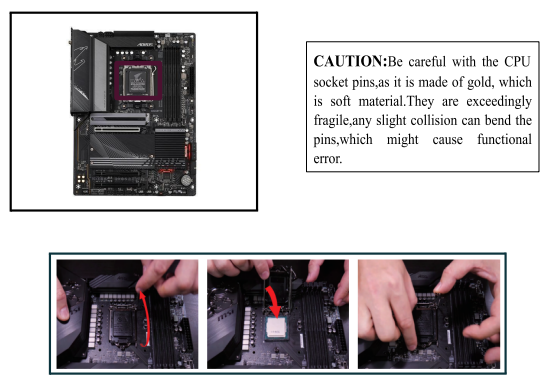 AORUS
CAUTION:Be careful with the CPU
socket pins,as it is made of gold, which
is soft material.They are exceedingly
fragile,any slight collision can bend the
pins,which might cause functional
error.